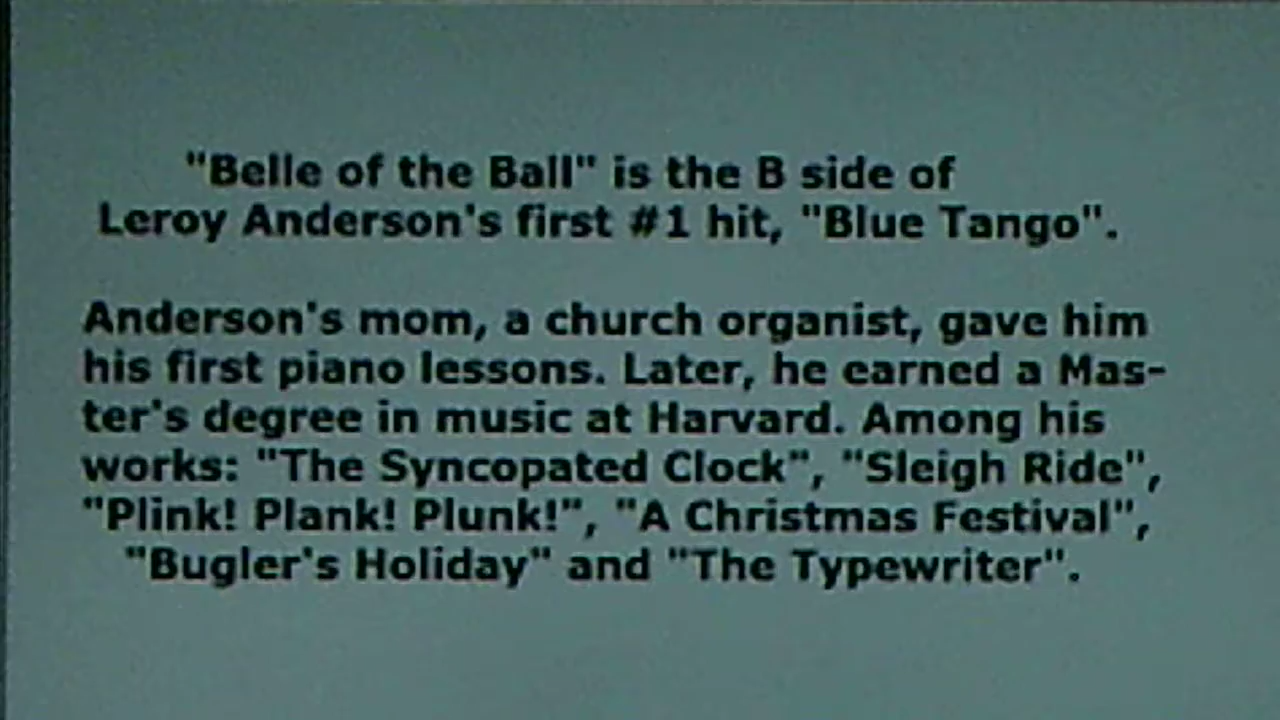 "Belle of the Ball" is the B side of
Leroy Anderson's first #1 hit, "Blue Tango".
Anderson's mom, a church organist, gave him
his first piano lessons. Later, he earned a Mas-
ter's degree in music at Harvard. Among his
works: "The Syncopated Clock", "Sleigh Ride",
"Plink! Plank! Plunk!", "A Christmas Festival",
"Bugler's Holiday" and "The Typewriter".